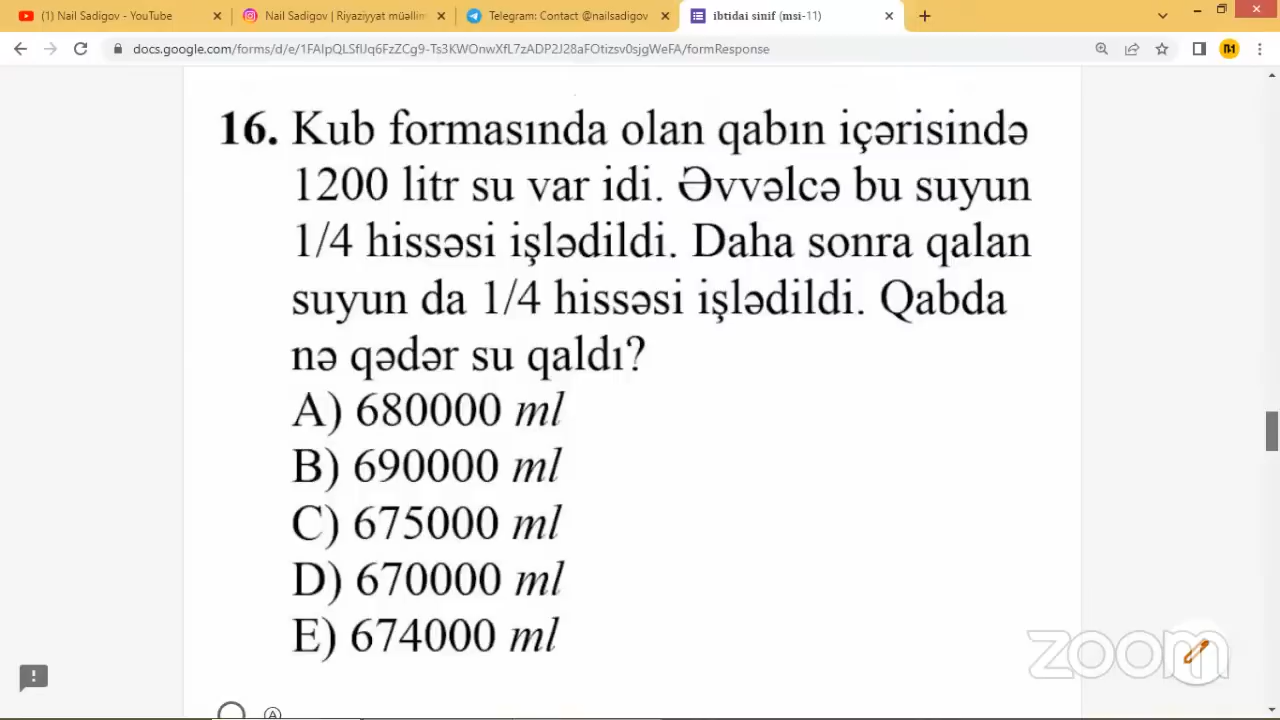 (1) Nail Sadigov - YouTube
Nail Sadigov | Riyaziyyat müəllim
Telegram: Contact @nailsadigov
ibtidai sinif (msi-11)
docs.google.com/forms/d/e/1FAIpQLSfIJq6FzZCg9-Ts3KWOnwXfL7zADP2J28aFOtizsv0sjgWeFA/formResponse
16. Kub formasında olan qabın içərisində
1200 litr su var idi. Əvvəlcə bu suyun
1/4 hissəsi işlədildi. Daha sonra qalan
suyun da 1/4 hissəsi işlədildi. Qabda
nə qədər su qaldı?
A) 680000 ml
B) 690000 ml
C) 675000 ml
D) 670000 ml
E) 674000 ml
zoom
A